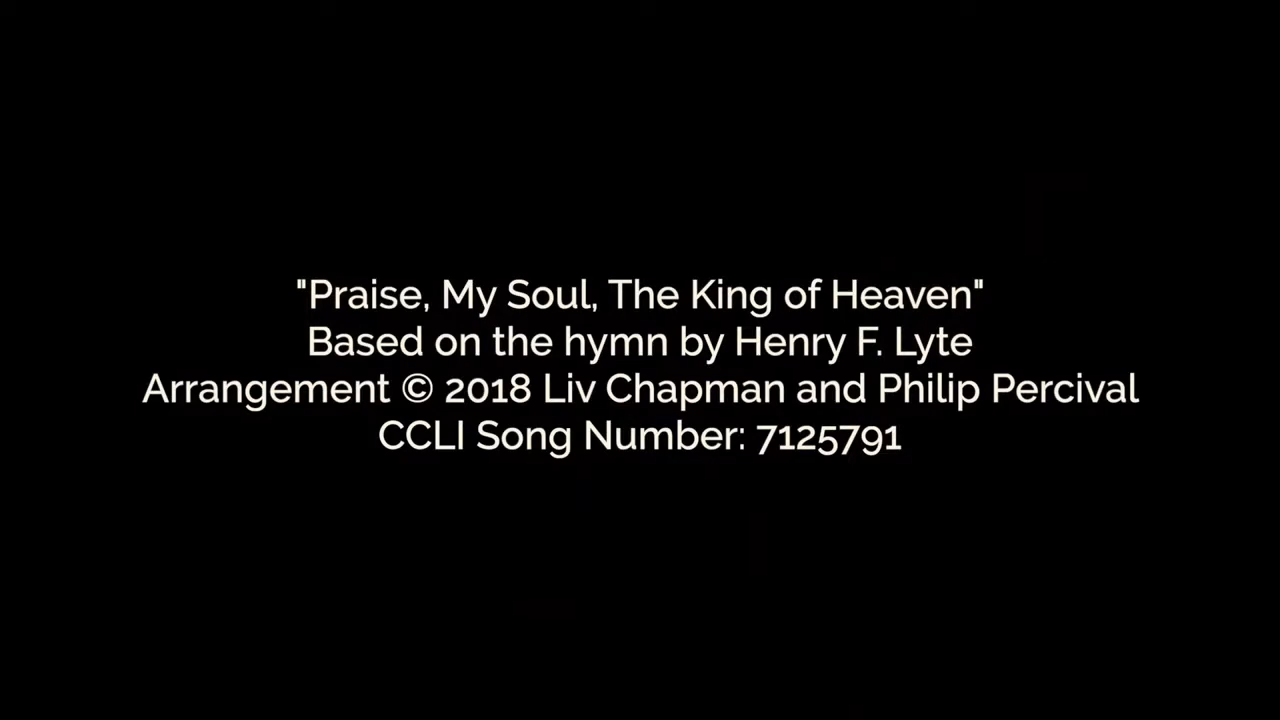 "Praise, My Soul, The King of Heaven"
Based on the hymn by Henry F. Lyte
Arrangement © 2018 Liv Chapman and Philip Percival
CCLI Song Number: 7125791